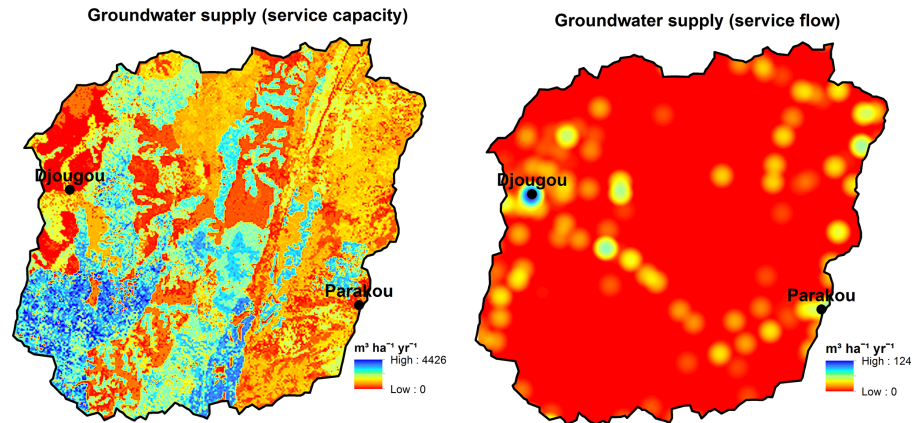 Groundwater supply (service capacity)
Djougou
Parakou
m³ ha⁻¹ yr⁻¹
High : 4426
Low : 0
Groundwater supply (service flow)
Djougou
Parakou
m³ ha⁻¹ yr⁻¹
High : 124
Low : 0